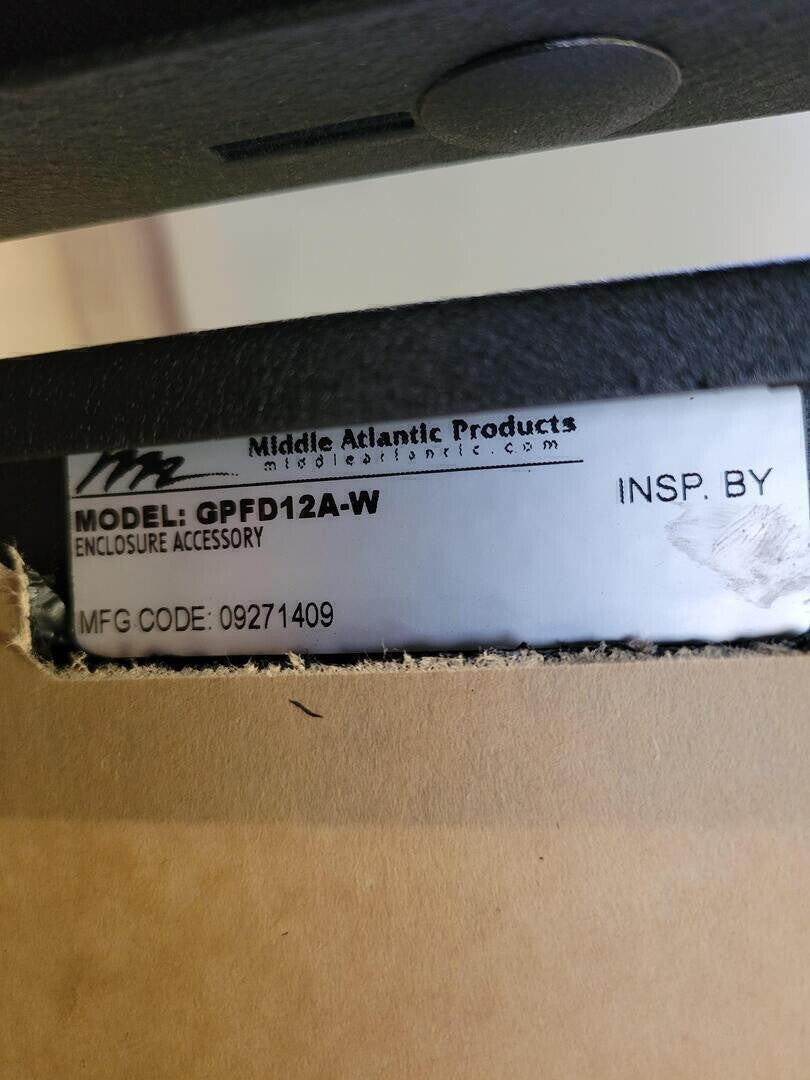 Middle Atlantic Products
middleatlantic.com
MODEL: GPFD12A-W
ENCLOSURE ACCESSORY
INSP. BY
MFG CODE: 09271409